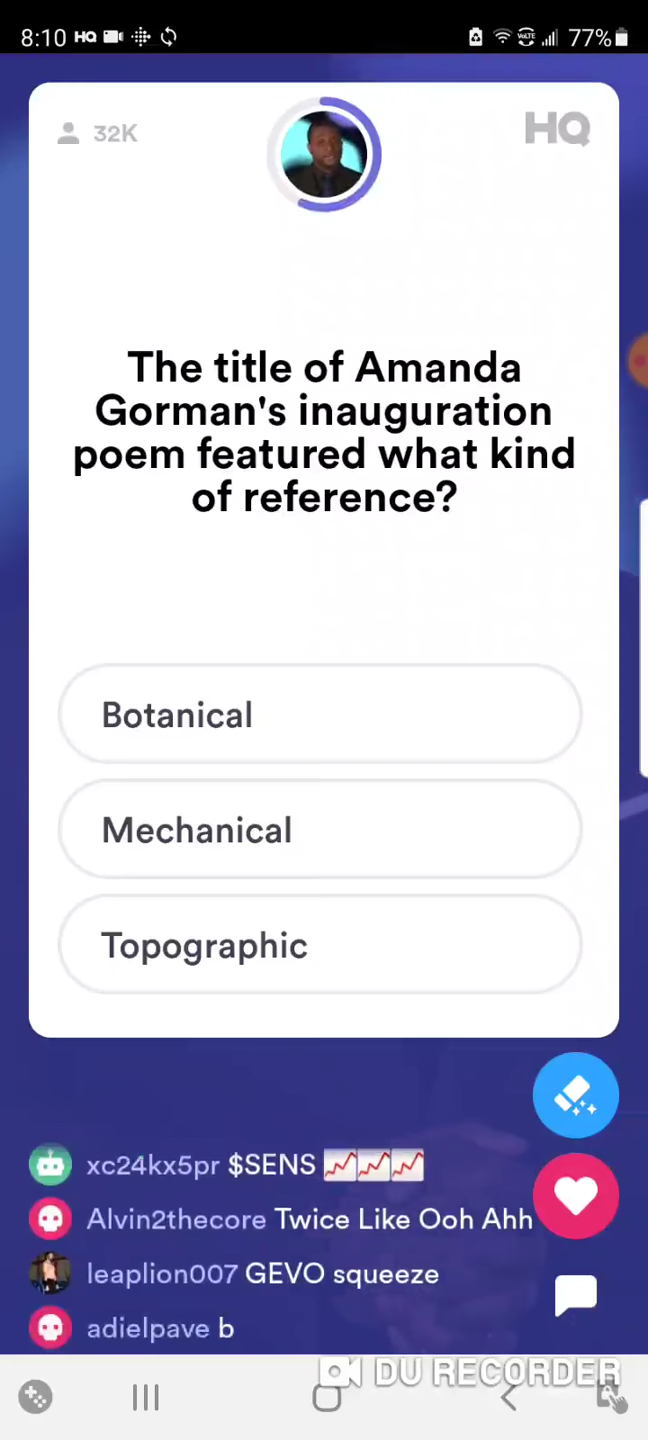 8:10 HQ VoLTE 77%
32K HQ
The title of Amanda
Gorman's inauguration
poem featured what kind
of reference?
Botanical
Mechanical
Topographic
xc24kx5pr $SENS 📈📈📈
Alvin2thecore Twice Like Ooh Ahh
leaplion007 GEVO squeeze
adielpave b
DU RECORDER